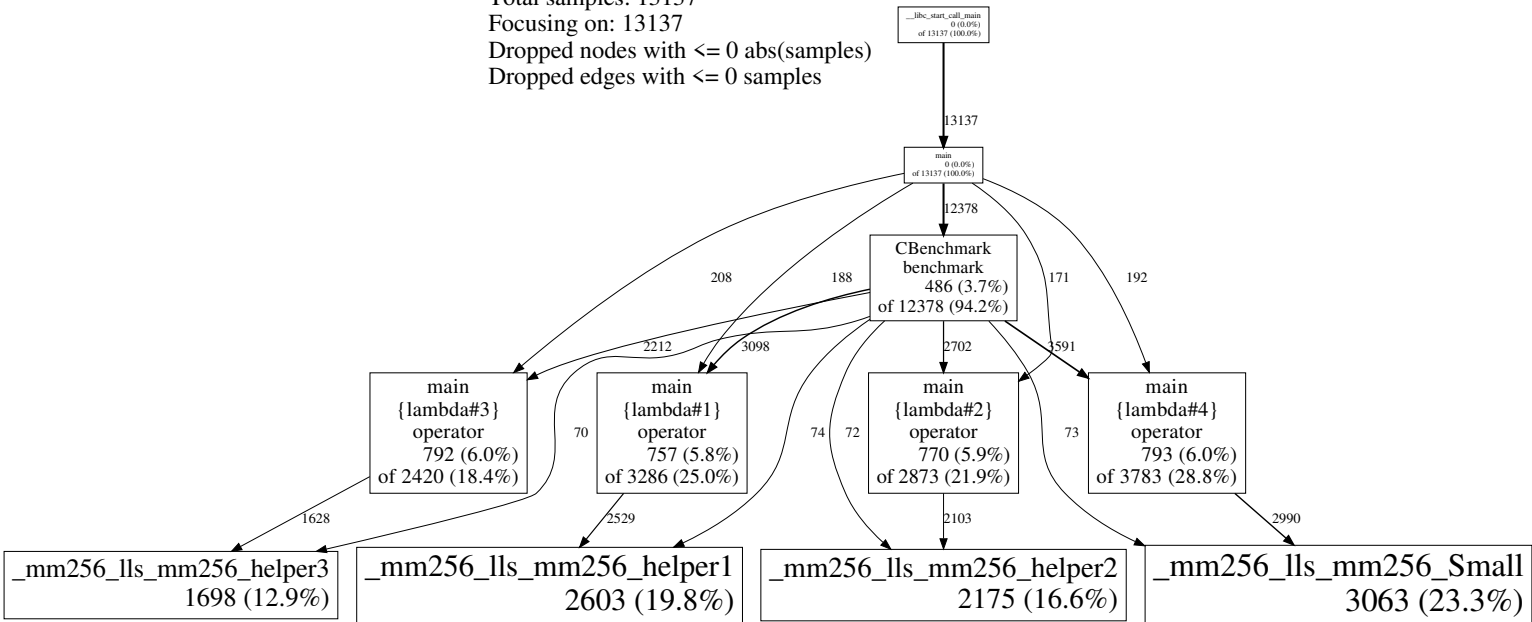 Total samples: 13137
Focusing on: 13137
Dropped nodes with <= 0 abs(samples)
Dropped edges with <= 0 samples
__libc_start_call_main
0 (0.0%)
of 13137 (100.0%)
13137
main
0 (0.0%)
of 13137 (100.0%)
12378
CBenchmark
benchmark
486 (3.7%)
of 12378 (94.2%)
208
188
171
192
2212
3098
2702
3591
main
{lambda#3}
operator
792 (6.0%)
of 2420 (18.4%)
main
{lambda#1}
operator
757 (5.8%)
of 3286 (25.0%)
main
{lambda#2}
operator
770 (5.9%)
of 2873 (21.9%)
main
{lambda#4}
operator
793 (6.0%)
of 3783 (28.8%)
70
74
72
73
1628
2529
2103
2990
_mm256_lls_mm256_helper3
1698 (12.9%)
_mm256_lls_mm256_helper1
2603 (19.8%)
_mm256_lls_mm256_helper2
2175 (16.6%)
_mm256_lls_mm256_Small
3063 (23.3%)